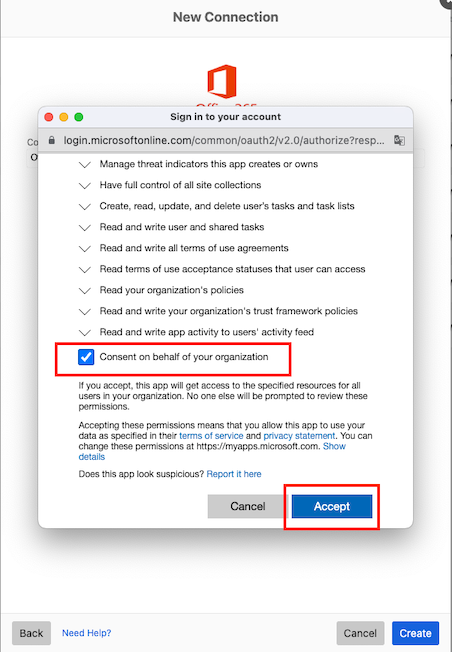 New Connection
Office 365
Sign in to your account
login.microsoftonline.com/common/oauth2/v2.0/authorize?resp...
Manage threat indicators this app creates or owns
Have full control of all site collections
Create, read, update, and delete user's tasks and task lists
Read and write user and shared tasks
Read and write all terms of use agreements
Read terms of use acceptance statuses that user can access
Read your organization's policies
Read and write your organization's trust framework policies
Read and write app activity to users' activity feed
Consent on behalf of your organization
If you accept, this app will get access to the specified resources for all
users in your organization. No one else will be prompted to review these
permissions.
Accepting these permissions means that you allow this app to use your
data as specified in their terms of service and privacy statement. You can
change these permissions at https://myapps.microsoft.com. Show
details
Does this app look suspicious? Report it here
Cancel Accept
Back Need Help? Cancel Create